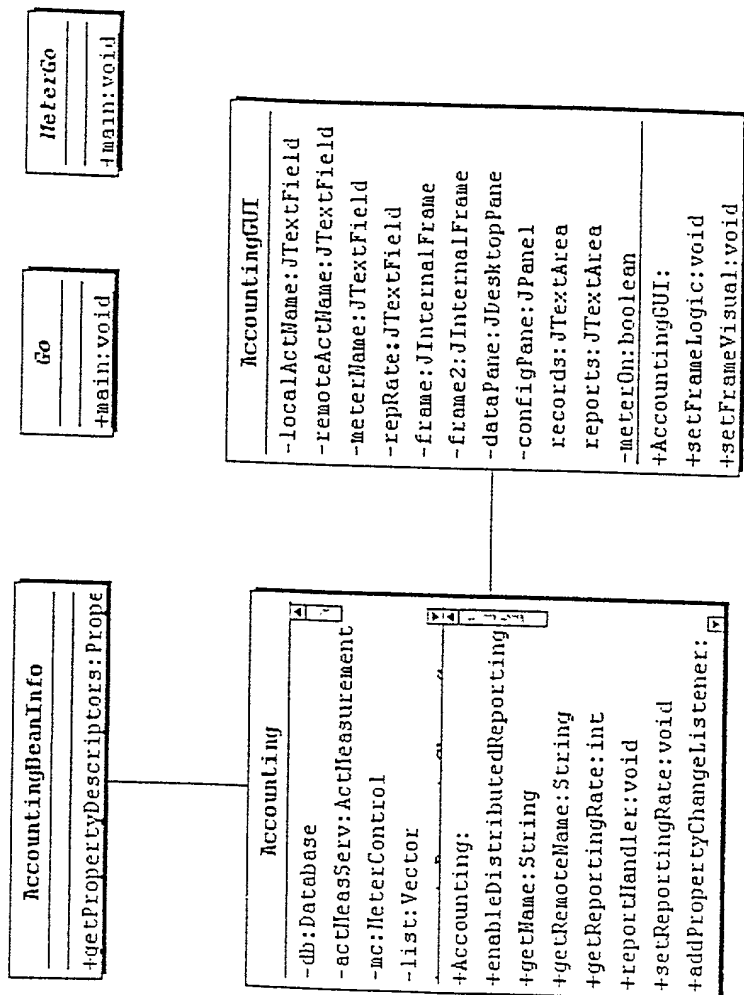 AccountingBeanInfo
+getPropertyDescriptors:Prope
Go
+main:void
MeterGo
+main:void
Accounting
-db:Database
-actMeasServ:ActMeasurement
-mc:MeterControl
-list:Vector
+Accounting:
+enableDistributedReporting
+getName:String
+getRemoteName:String
+getReportingRate:int
+reportHandler:void
+setReportingRate:void
+addPropertyChangeListener:
AccountingGUI
-localActName:JTextField
-remoteActName:JTextField
-meterName:JTextField
-repRate:JTextField
-frame:JInternalFrame
-frame2:JInternalFrame
-dataPane:JDesktopPane
-configPane:JPanel
records:JTextArea
reports:JTextArea
-meterOn:boolean
+AccountingGUI:
+setFrameLogic:void
+setFrameVisual:void